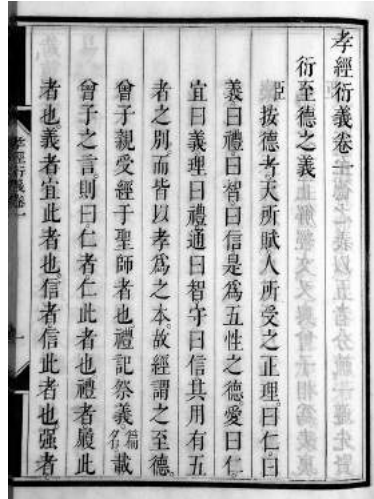 孝經衍義卷一
衍至德之義
臣按德者天所賦人所受之正理曰仁曰
義曰禮曰智曰信是爲五性之德愛曰仁
宜曰義理曰禮通曰智守曰信其用有五
者之別而皆以孝爲之本故經謂之至德
曾子親受經于聖師者也禮記祭義篇名載
曾子之言則曰仁者仁此者也禮者履此
者也義者宜此者也信者信此者也强者
孝經衍義卷一